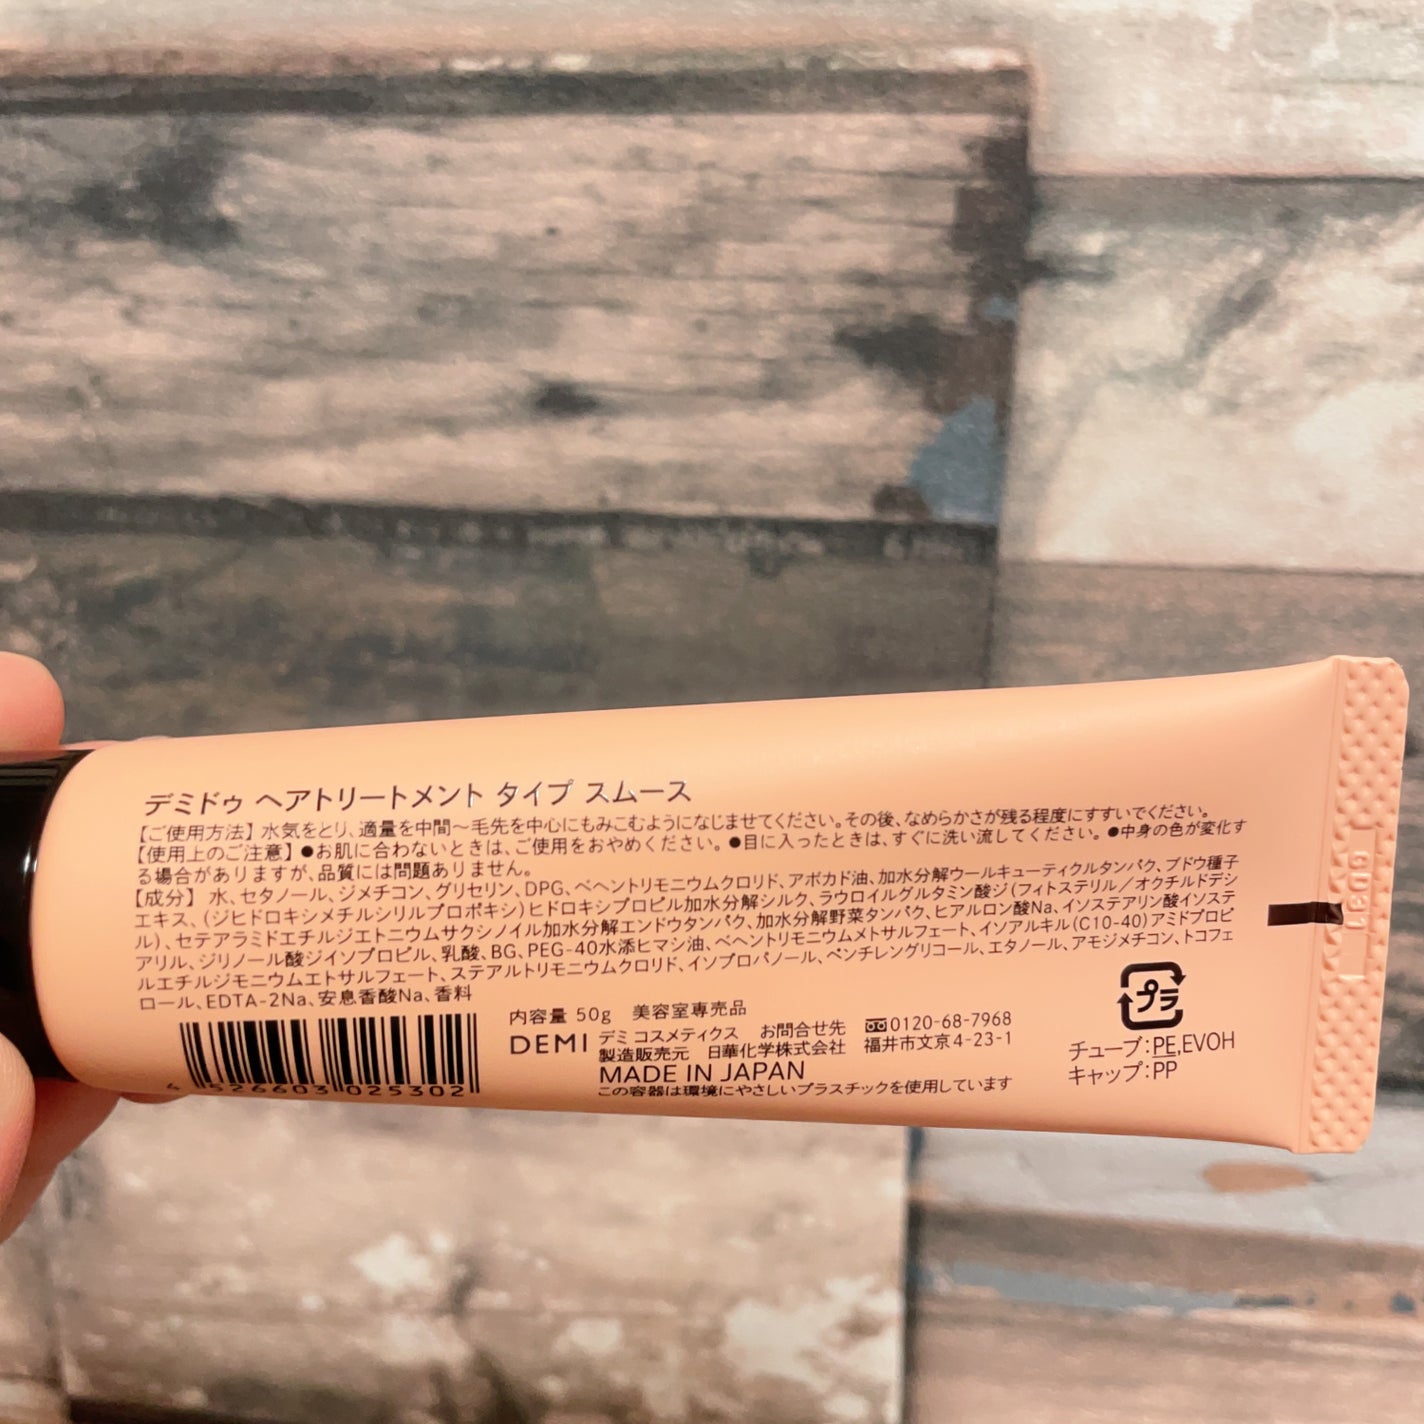 デミドゥ ヘアトリートメント タイプ スムース
【ご使用方法】水気をとり、適量を中間～毛先を中心にもみこむようになじませてください。その後、なめらかさが残る程度にすすいでください。
【使用上のご注意】●お肌に合わないときは、ご使用をおやめください。●目に入ったときは、すぐに洗い流してください。●中身の色が変化す
る場合がありますが、品質には問題ありません。
【成分】水、セタノール、ジメチコン、グリセリン、DPG、ベヘントリモニウムクロリド、アボカド油、加水分解ウールキューティクルタンパク、ブドウ種子
エキス、(ジヒドロキシメチルシリルプロポキシ)ヒドロキシプロピル加水分解シルク、ラウロイルグルタミン酸ジ(フィトステリル/オクチルドデシ
ル)、セテアラミドエチルジエトニウムサクシノイル加水分解エンドウタンパク、加水分解野菜タンパク、ヒアルロン酸Na、イソステアリン酸イソステ
アリル、ジリノール酸ジイソプロピル、乳酸、BG、PEG-40水添ヒマシ油、ベヘントリモニウムメトサルフェート、イソアルキル(C10-40)アミドプロピ
ルエチルジモニウムエトサルフェート、ステアルトリモニウムクロリド、イソプロパノール、ペンチレングリコール、エタノール、アモジメチコン、トコフェ
ロール、EDTA-2Na、安息香酸Na、香料
4 526603 025302
内容量 50g 美容室専売品
DEMI デミ コスメティクス お問合せ先 0120-68-7968
製造販売元 日華化学株式会社 福井市文京4-23-1
MADE IN JAPAN
この容器は環境にやさしいプラスチックを使用しています
プラ
チューブ:PE,EVOH
キャップ:PP